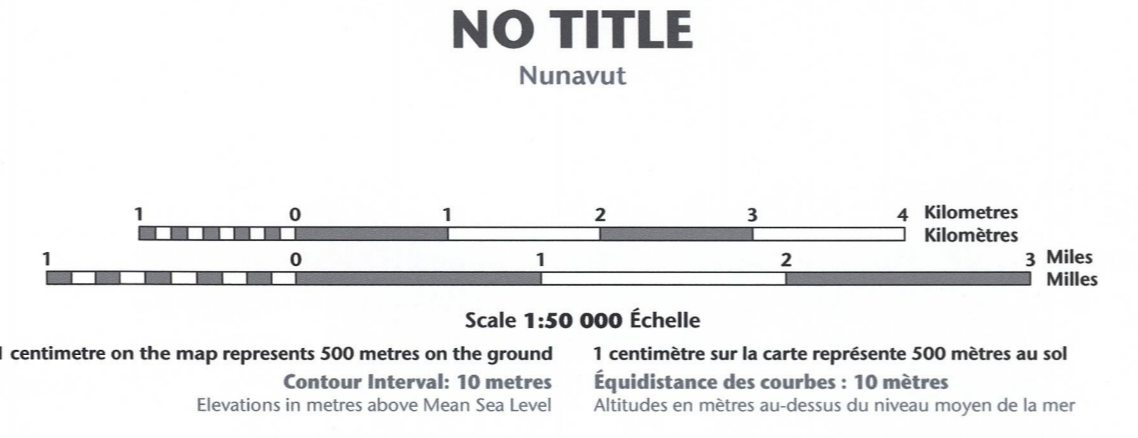 NO TITLE
Nunavut
1 0 1 2 3 4 Kilometres
Kilomètres
1 0 1 2 3 Miles
Milles
Scale 1:50 000 Échelle
1 centimetre on the map represents 500 metres on the ground
1 centimètre sur la carte représente 500 mètres au sol
Contour Interval: 10 metres
Équidistance des courbes : 10 mètres
Elevations in metres above Mean Sea Level
Altitudes en mètres au-dessus du niveau moyen de la mer